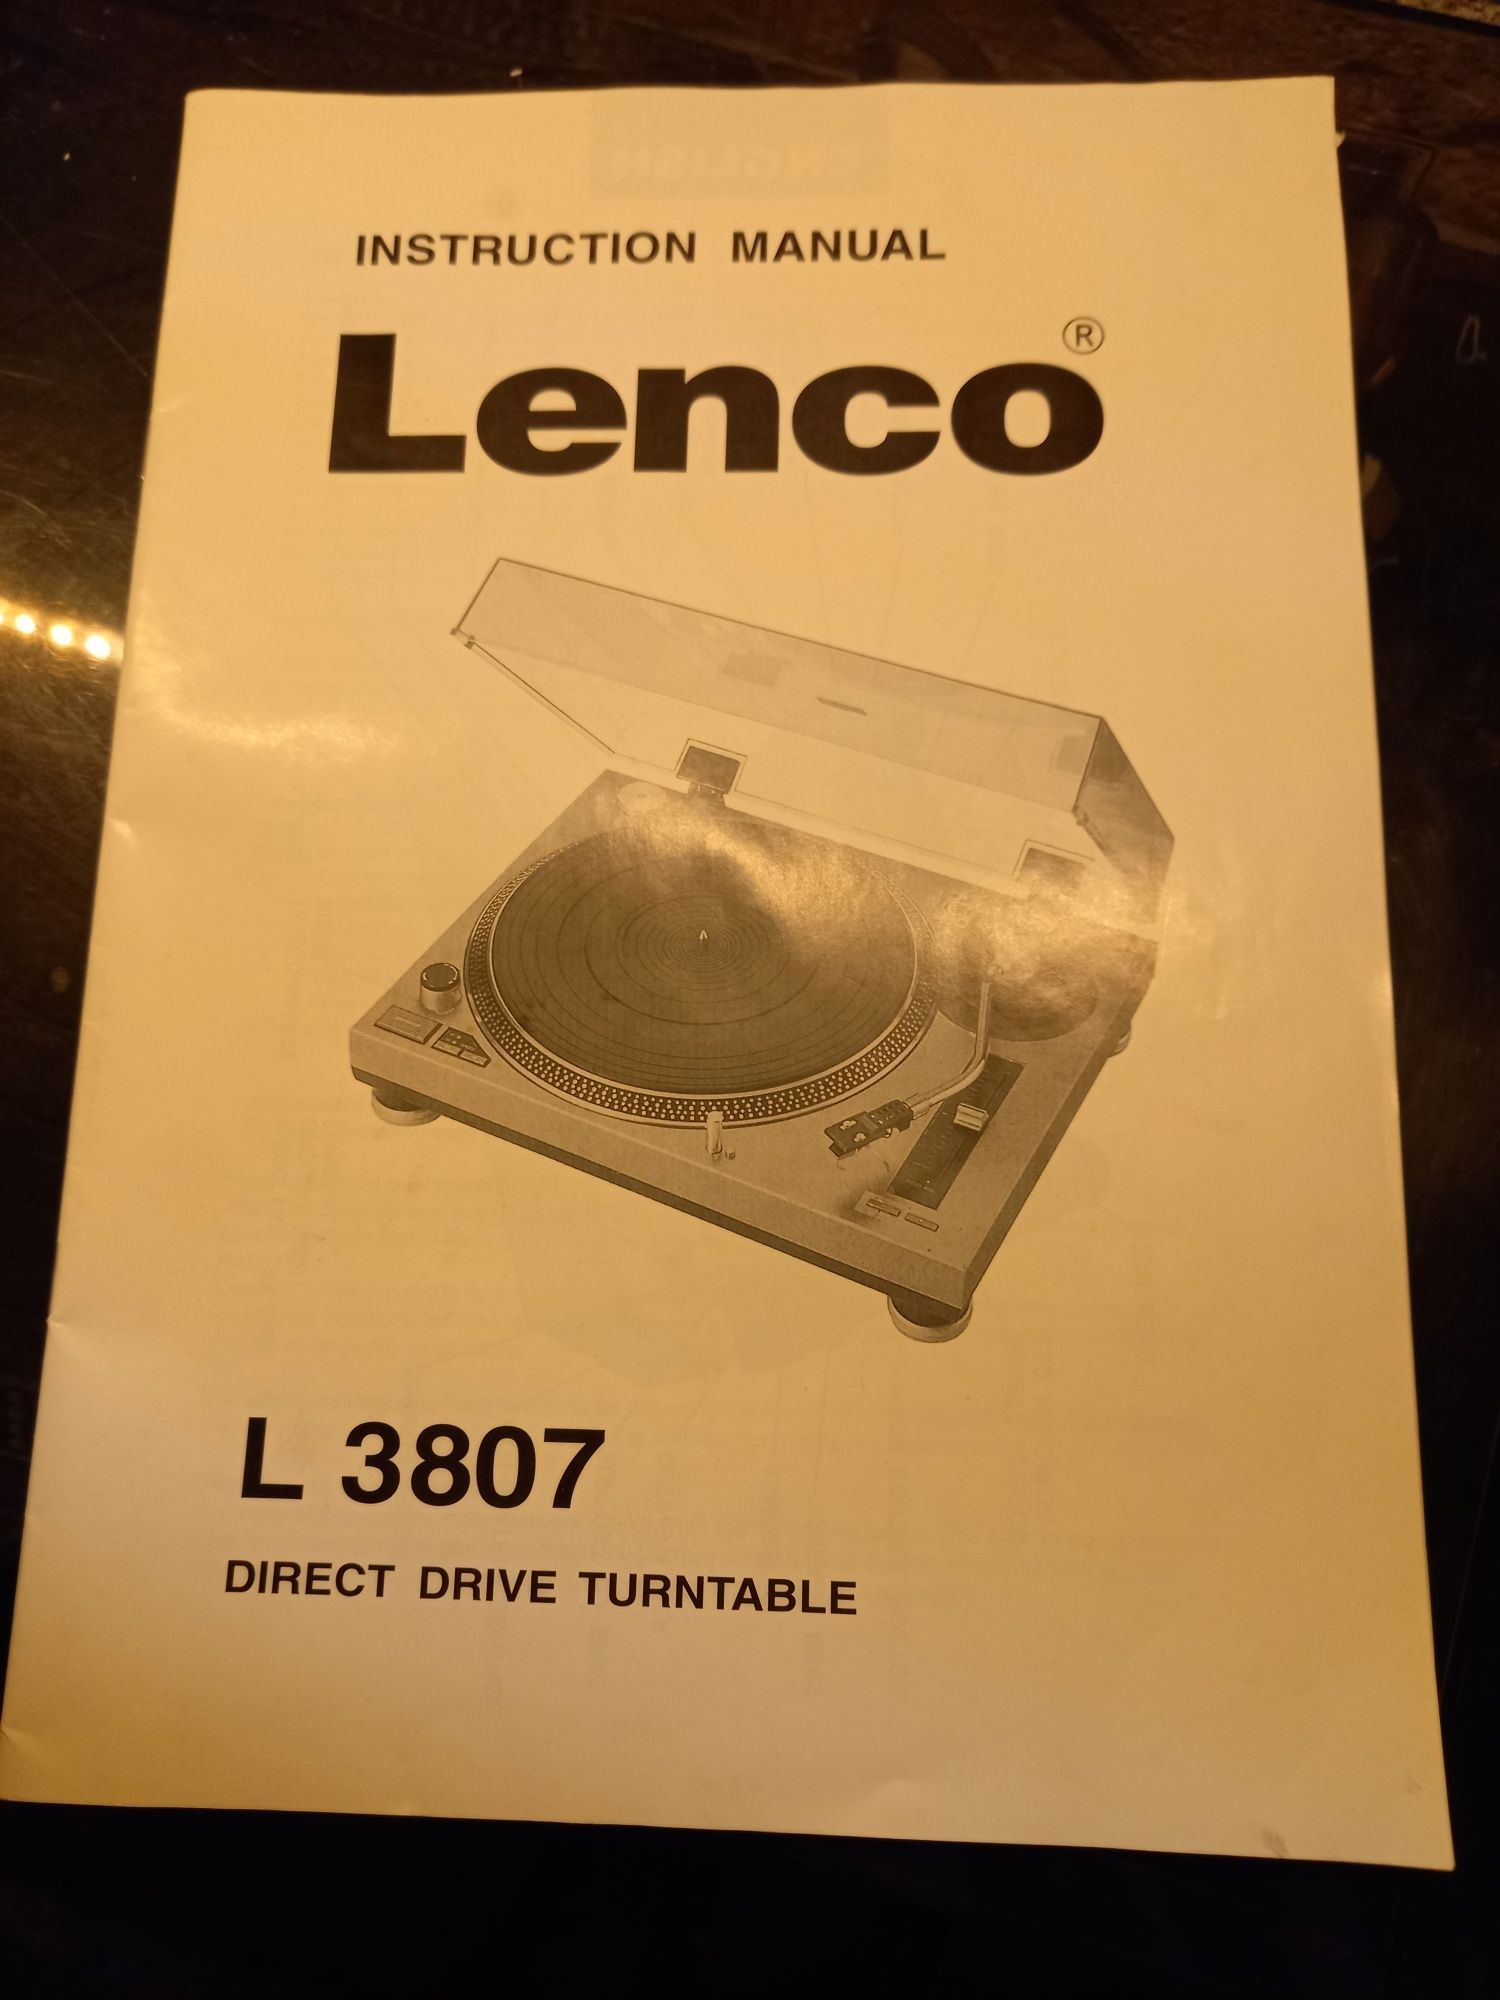 INSTRUCTION MANUAL
Lenco®
L 3807
DIRECT DRIVE TURNTABLE